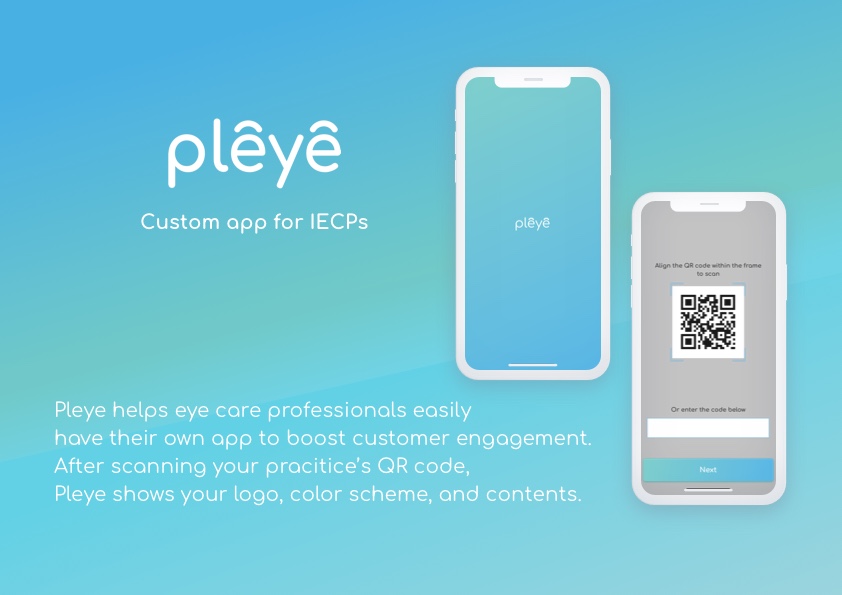 plêyê
Custom app for IECPs
plêyê
Align the QR code within the frame
to scan
Or enter the code below
Next
Pleye helps eye care professionals easily
have their own app to boost customer engagement.
After scanning your pracitice's QR code,
Pleye shows your logo, color scheme, and contents.